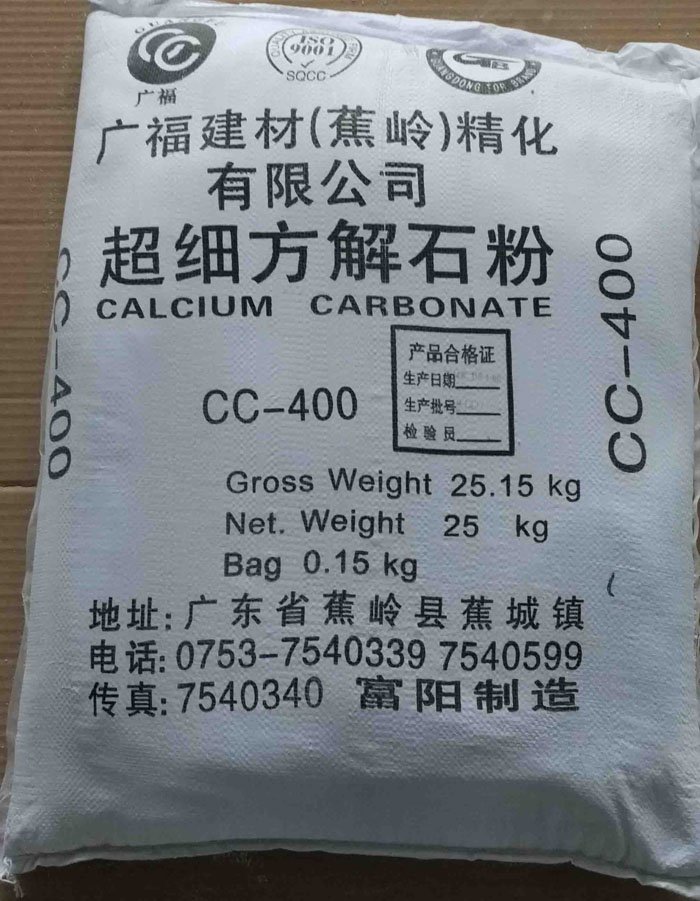 广福
ISO
9001
SQCC
GUANGDONG TOP BRAND
广福建材(蕉岭)精化
有限公司
超细方解石粉
CALCIUM CARBONATE
CC-400
CC-400
CC-400
产品合格证
生产日期
生产批号
检验员
Gross Weight 25.15 kg
Net. Weight 25 kg
Bag 0.15 kg
地址:广东省蕉岭县蕉城镇
电话:0753-7540339 7540599
传真:7540340 富阳制造